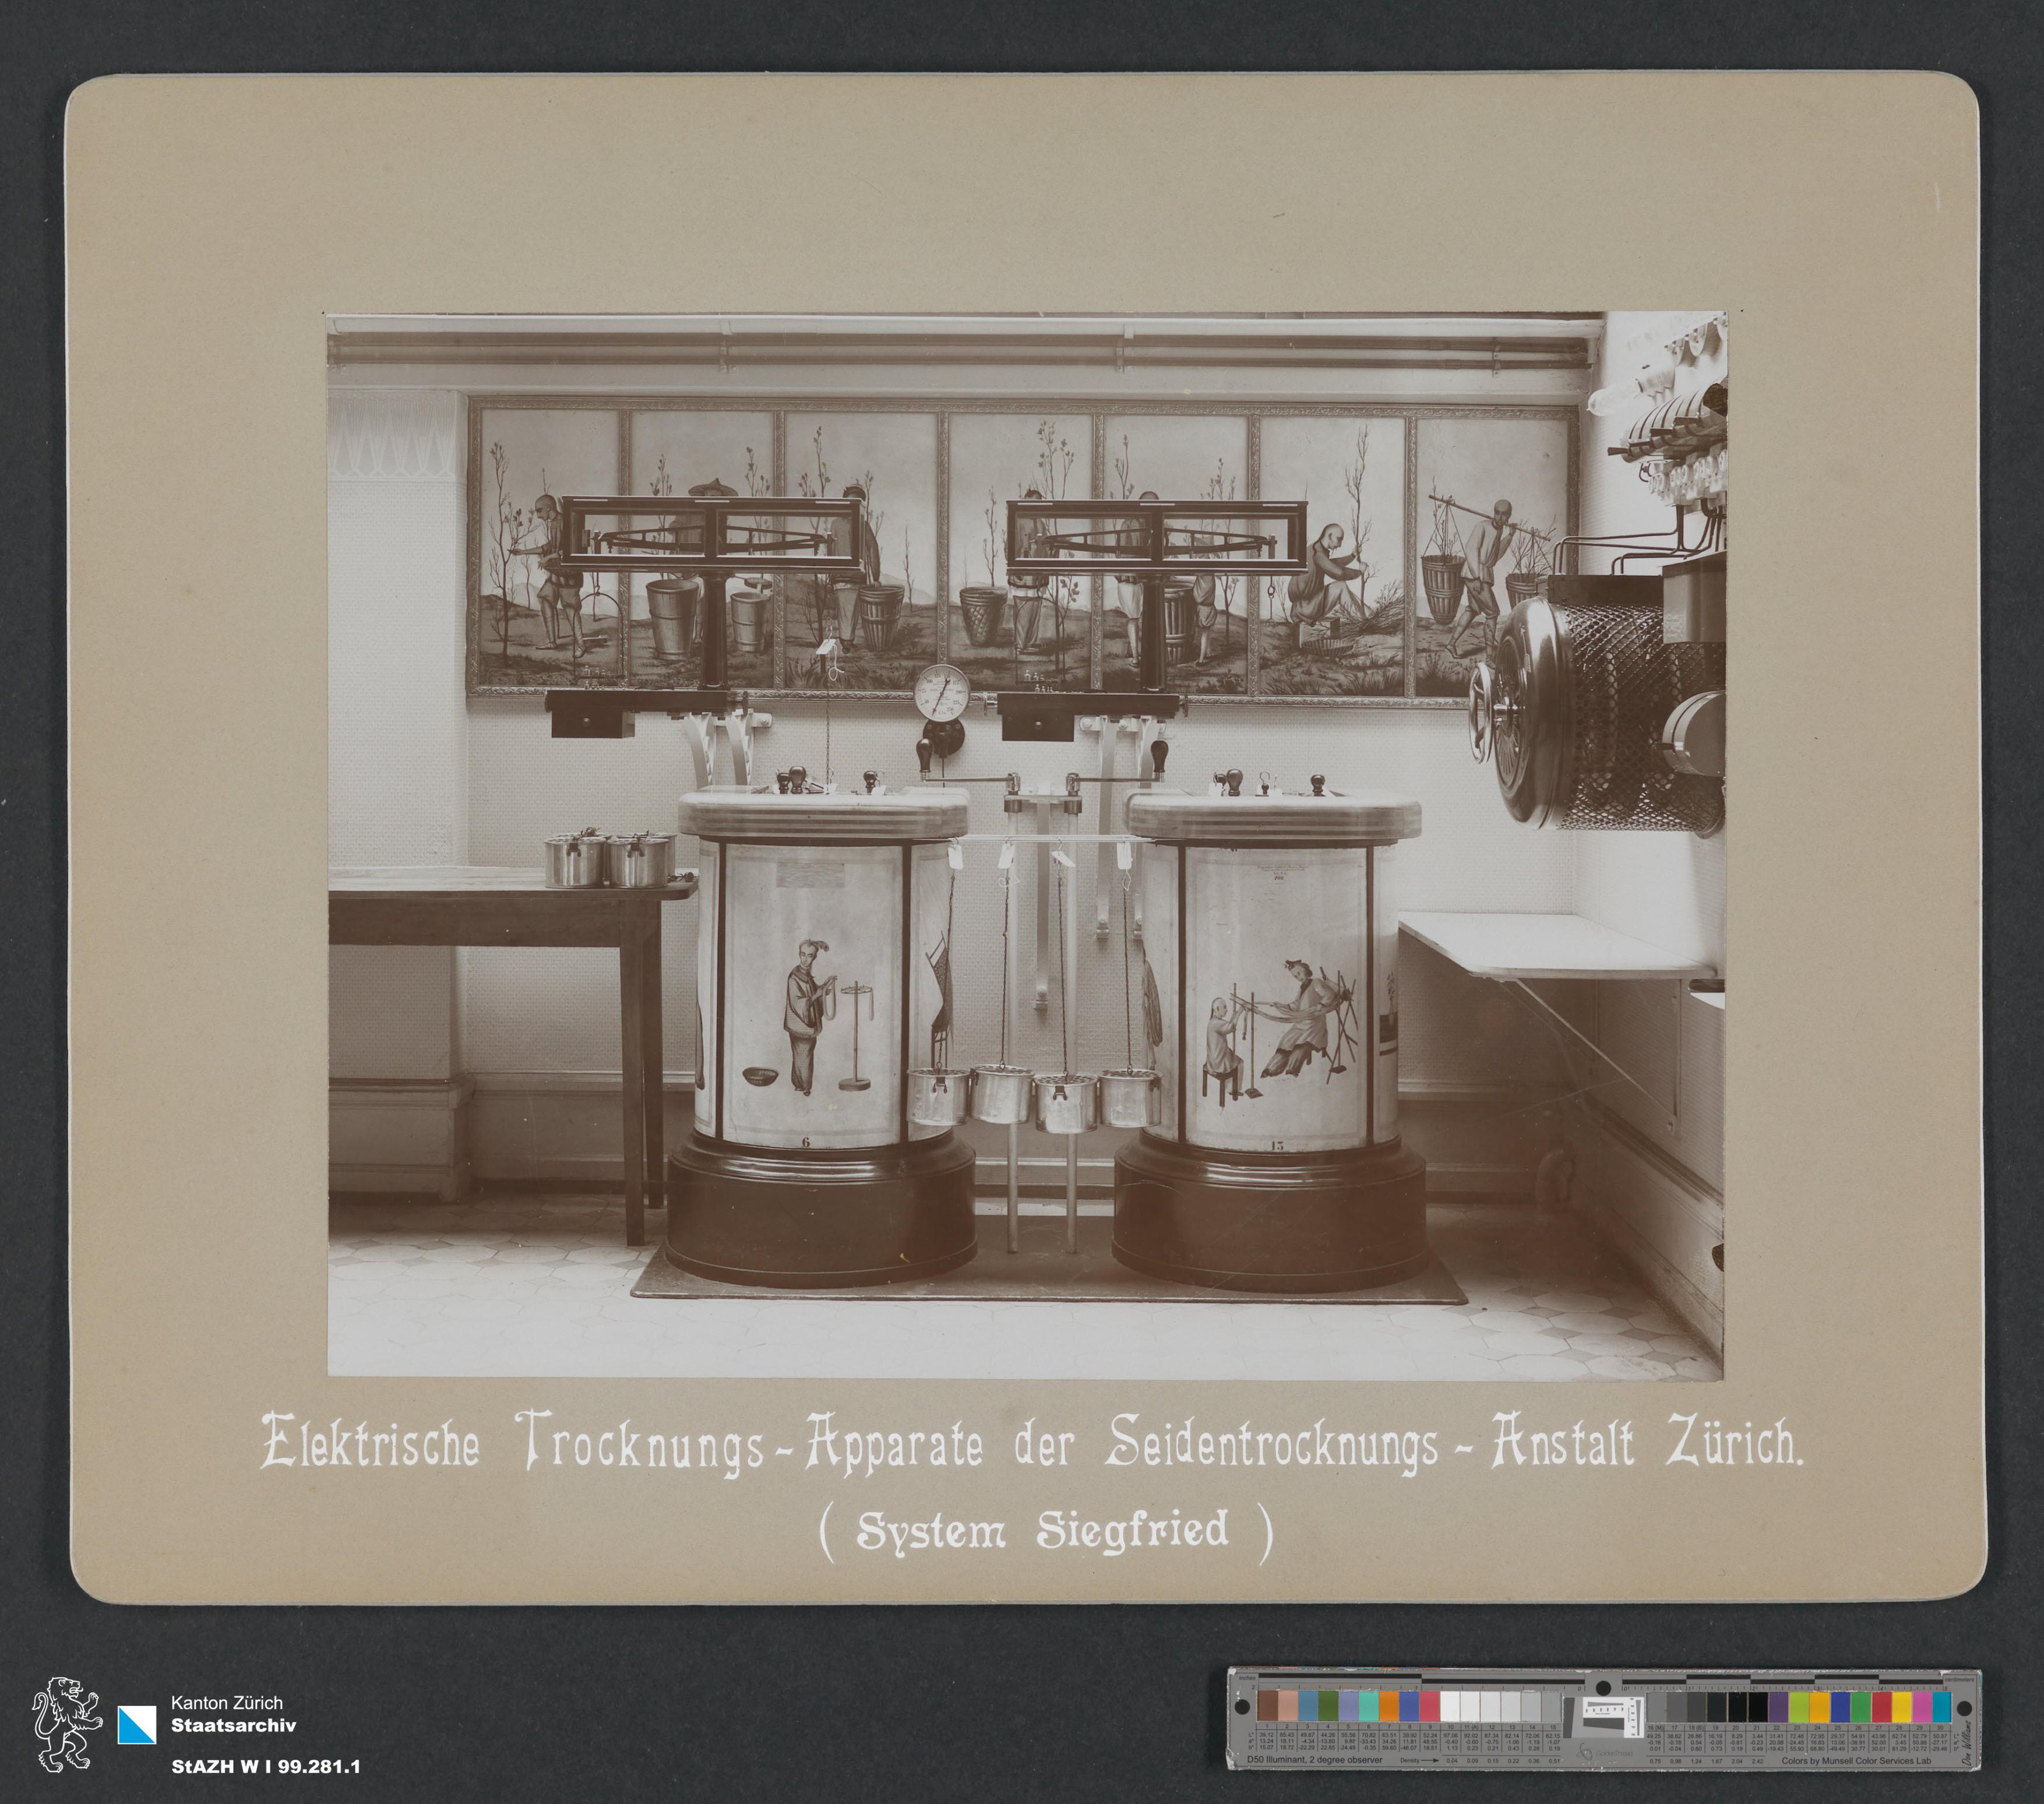 6
13
Elektrische Trocknungs-Apparate der Seidentrocknungs-Anstalt Zürich.
(System Siegfried)
Kanton Zürich
Staatsarchiv
StAZH W I 99.281.1
D50 Illuminant, 2 degree observer
Density
Colors by Munsell Color Services Lab